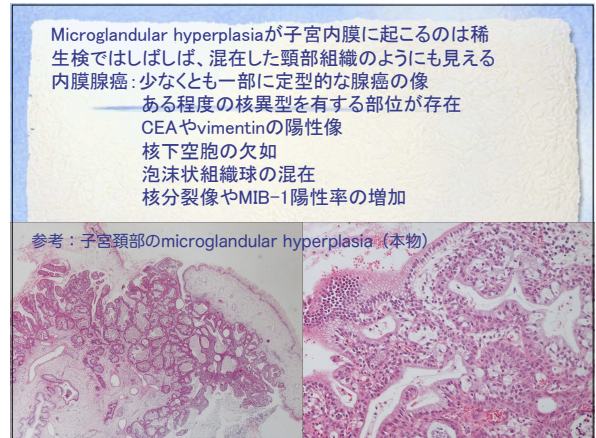 Microglandular hyperplasiaが子宮内膜に起こるのは稀
生検ではしばしば、混在した頸部組織のようにも見える
内膜腺癌：少なくとも一部に定型的な腺癌の像
ある程度の核異型を有する部位が存在
CEAやvimentinの陽性像
核下空胞の欠如
泡沫状組織球の混在
核分裂像やMIB-1陽性率の増加
参考：子宮頚部のmicroglandular hyperplasia（本物）